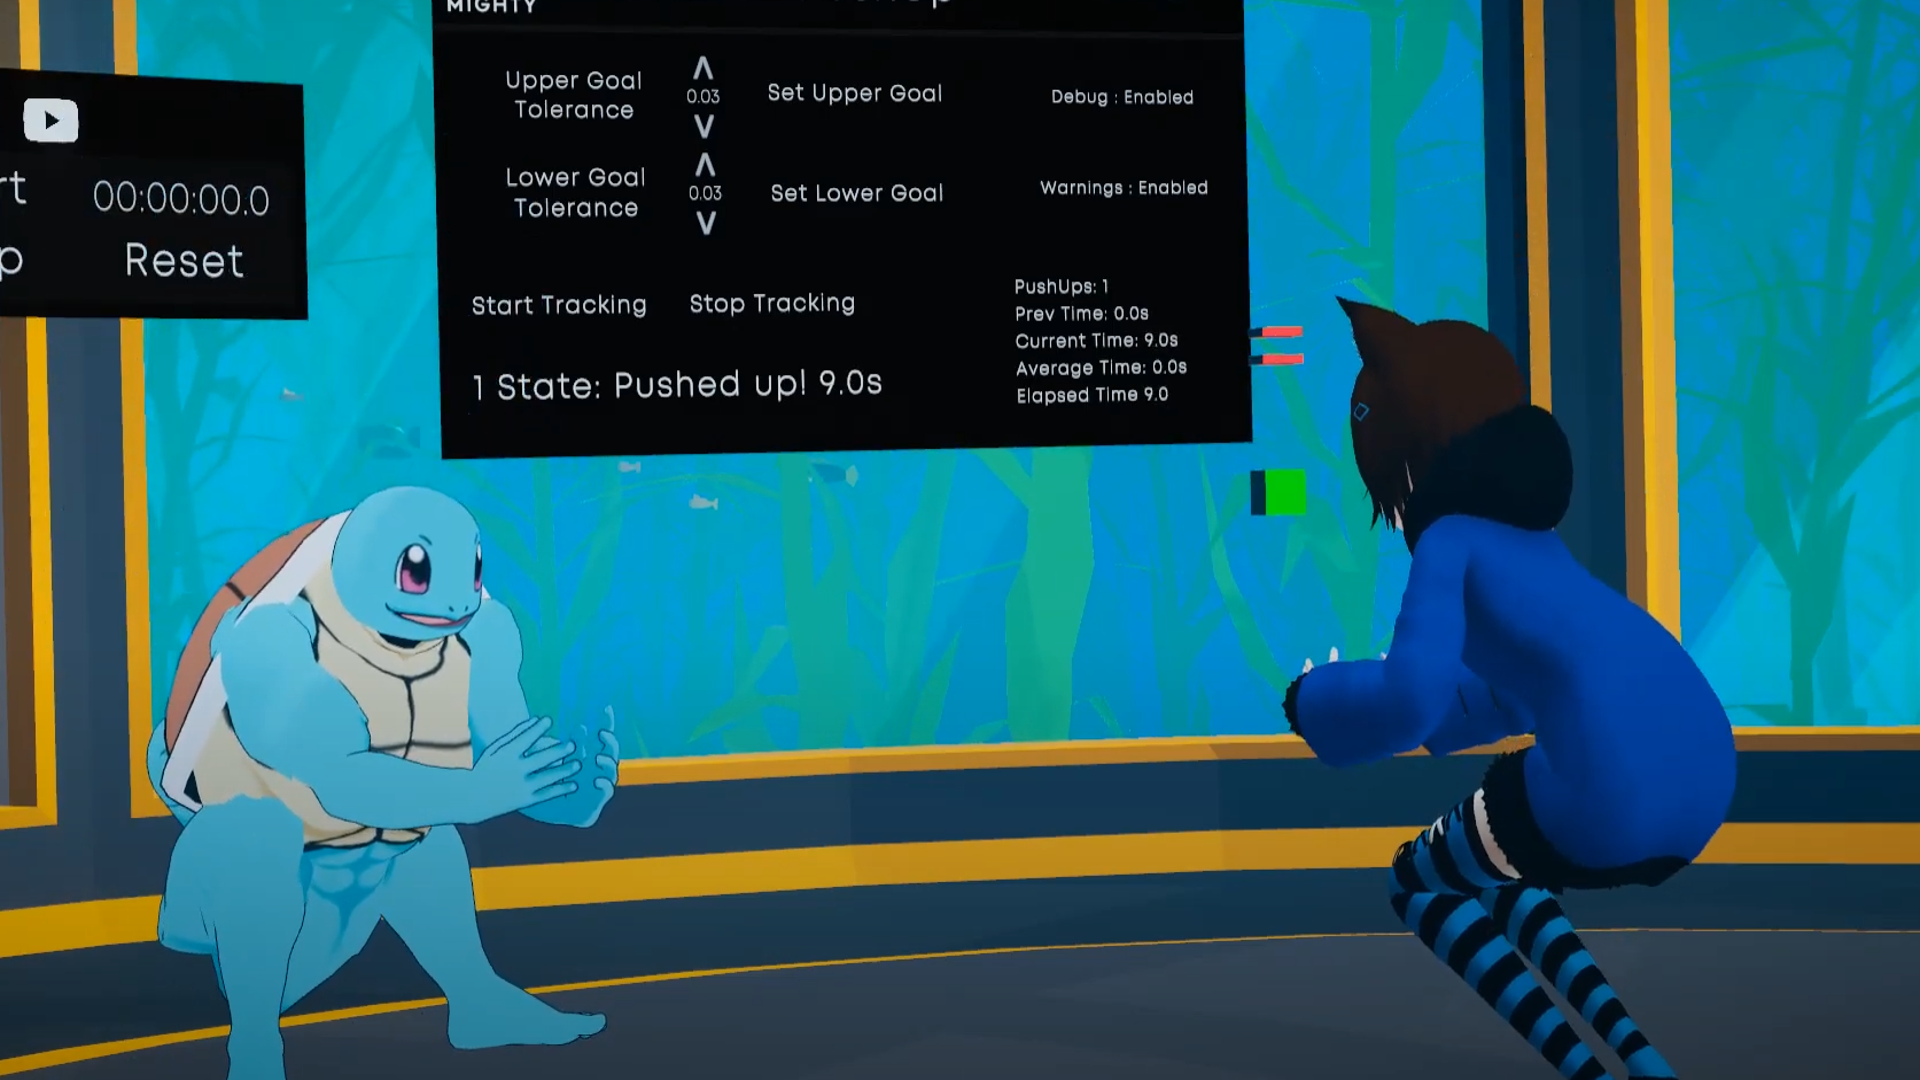 MIGHTY
Upper Goal
Tolerance
0.03
Set Upper Goal
Debug : Enabled
Lower Goal
Tolerance
0.03
Set Lower Goal
Warnings : Enabled
00:00:00.0
Reset
Start Tracking
Stop Tracking
PushUps: 1
Prev Time: 0.0s
Current Time: 9.0s
Average Time: 0.0s
Elapsed Time 9.0
1 State: Pushed up! 9.0s